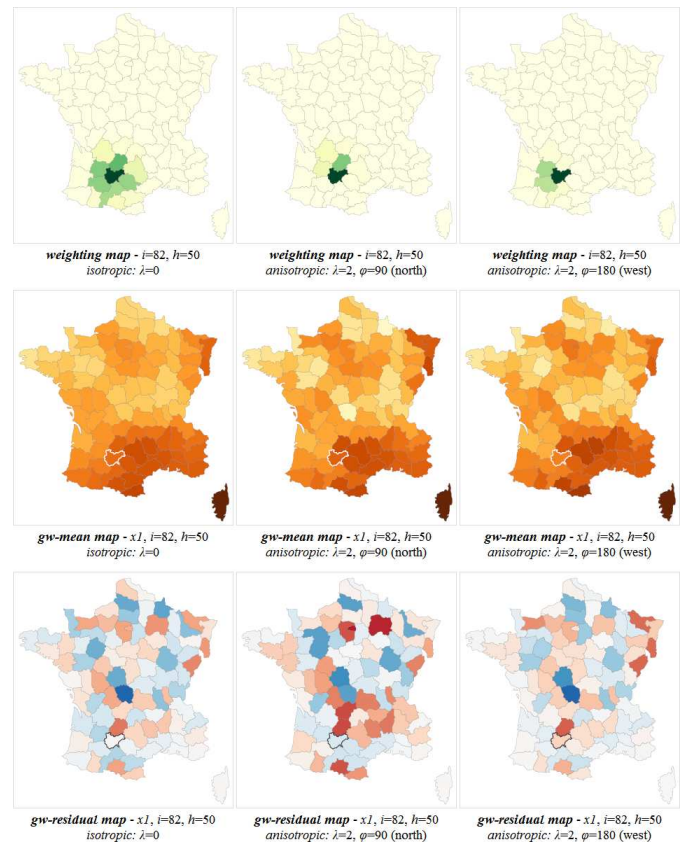 weighting map - i=82, h=50
isotropic: λ=0
weighting map - i=82, h=50
anisotropic: λ=2, φ=90 (north)
weighting map - i=82, h=50
anisotropic: λ=2, φ=180 (west)
gw-mean map - x1, i=82, h=50
isotropic: λ=0
gw-mean map - x1, i=82, h=50
anisotropic: λ=2, φ=90 (north)
gw-mean map - x1, i=82, h=50
anisotropic: λ=2, φ=180 (west)
gw-residual map - x1, i=82, h=50
isotropic: λ=0
gw-residual map - x1, i=82, h=50
anisotropic: λ=2, φ=90 (north)
gw-residual map - x1, i=82, h=50
anisotropic: λ=2, φ=180 (west)